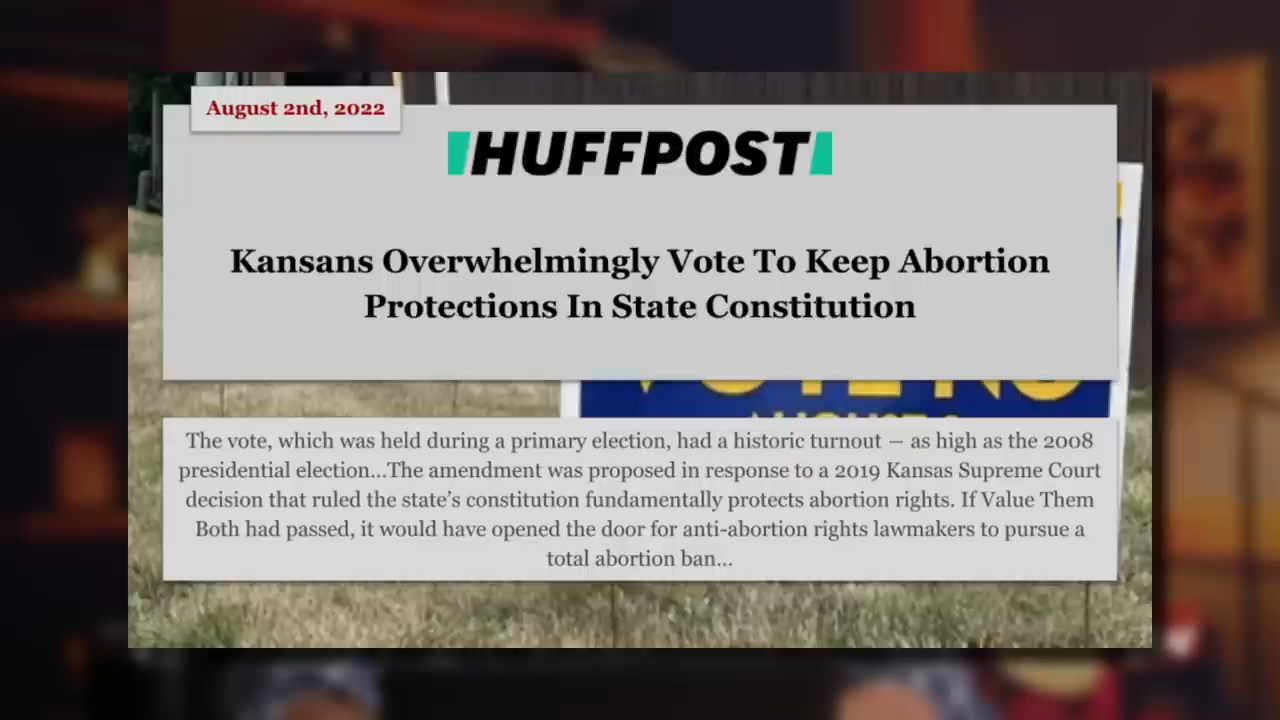 August 2nd, 2022
HUFFPOST
Kansans Overwhelmingly Vote To Keep Abortion
Protections In State Constitution
VOTE NO
The vote, which was held during a primary election, had a historic turnout — as high as the 2008
presidential election...The amendment was proposed in response to a 2019 Kansas Supreme Court
decision that ruled the state's constitution fundamentally protects abortion rights. If Value Them
Both had passed, it would have opened the door for anti-abortion rights lawmakers to pursue a
total abortion ban...